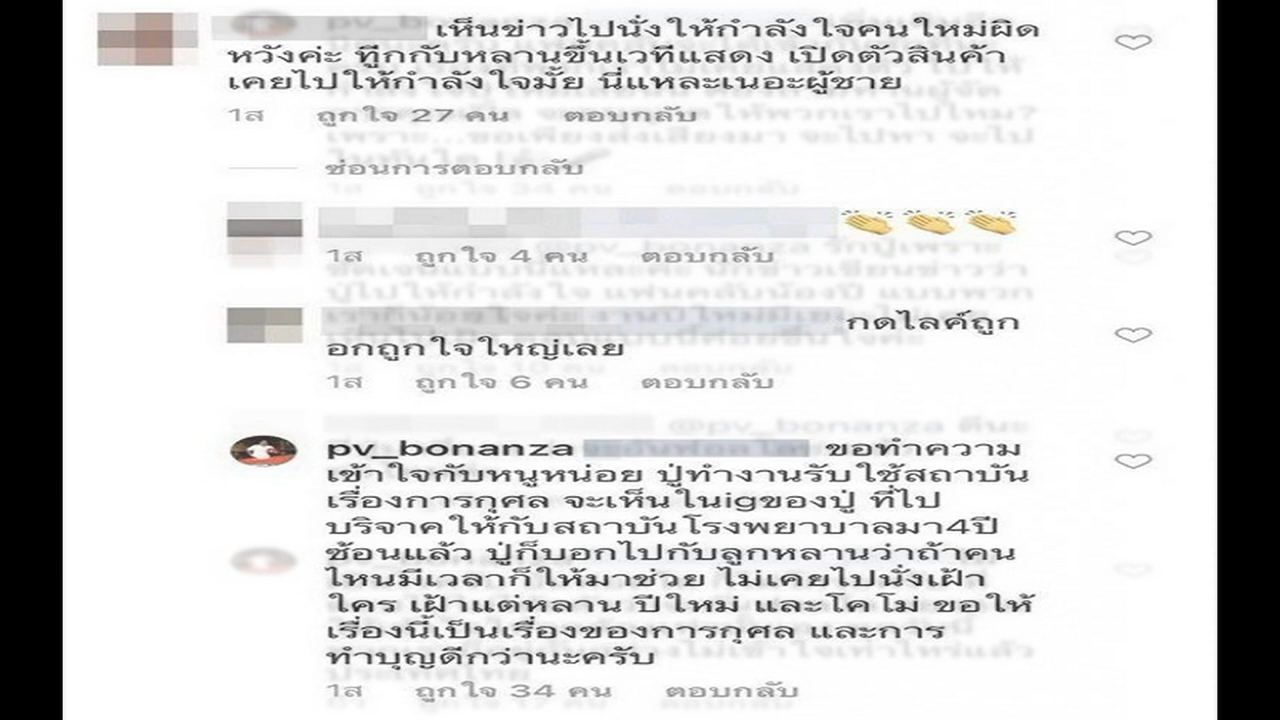 เห็นข่าวไปนั่งให้กำลังใจคนใหม่ผิด
หวังค่ะ ทีูกกับหลานขึ้นเวทีแสดง เปิดตัวสินค้า
เคยไปให้กำลังใจมั้ย นี่แหละเนอะผู้ชาย
1ส ถูกใจ 27 คน ตอบกลับ
ซ่อนการตอบกลับ
👏 👏 👏
1ส ถูกใจ 4 คน ตอบกลับ
กดไลค์ถูก
อกถูกใจใหญ่เลย
1ส ถูกใจ 6 คน ตอบกลับ
pv_bonanza ขอทำความ
เข้าใจกับหนูหน่อย ปู่ทำงานรับใช้สถาบัน
เรื่องการกุศล จะเห็นในigของปู่ ที่ไป
บริจาคให้กับสถาบันโรงพยาบาลมา4ปี
ซ้อนแล้ว ปู่ก็บอกไปกับลูกหลานว่าถ้าคน
ไหนมีเวลาก็ให้มาช่วย ไม่เคยไปนั่งเฝ้า
ใคร เฝ้าแต่หลาน ปีใหม่ และโคโม่ ขอให้
เรื่องนี้เป็นเรื่องของการกุศล และการ
ทำบุญดีกว่านะครับ
1ส ถูกใจ 34 คน ตอบกลับ